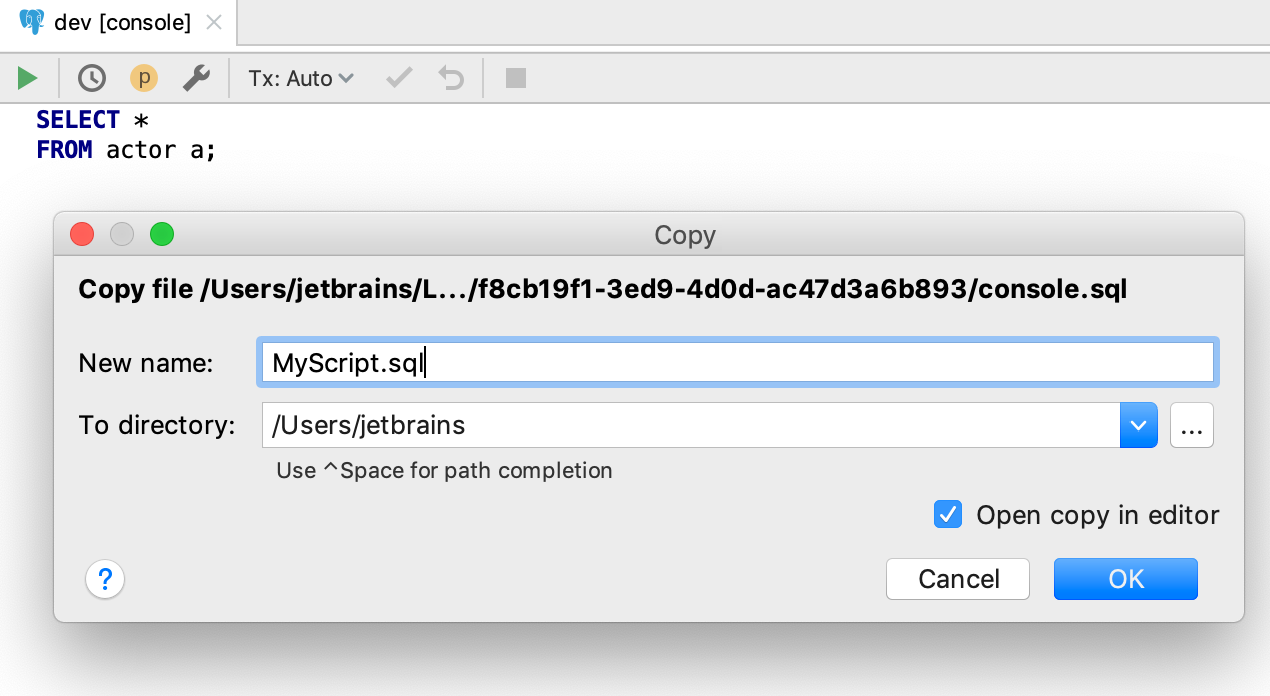 dev [console]
p Tx: Auto
SELECT *
FROM actor a;
Copy
Copy file /Users/jetbrains/L.../f8cb19f1-3ed9-4d0d-ac47d3a6b893/console.sql
New name: MyScript.sql
To directory: /Users/jetbrains ...
Use ^Space for path completion
Open copy in editor
? Cancel OK